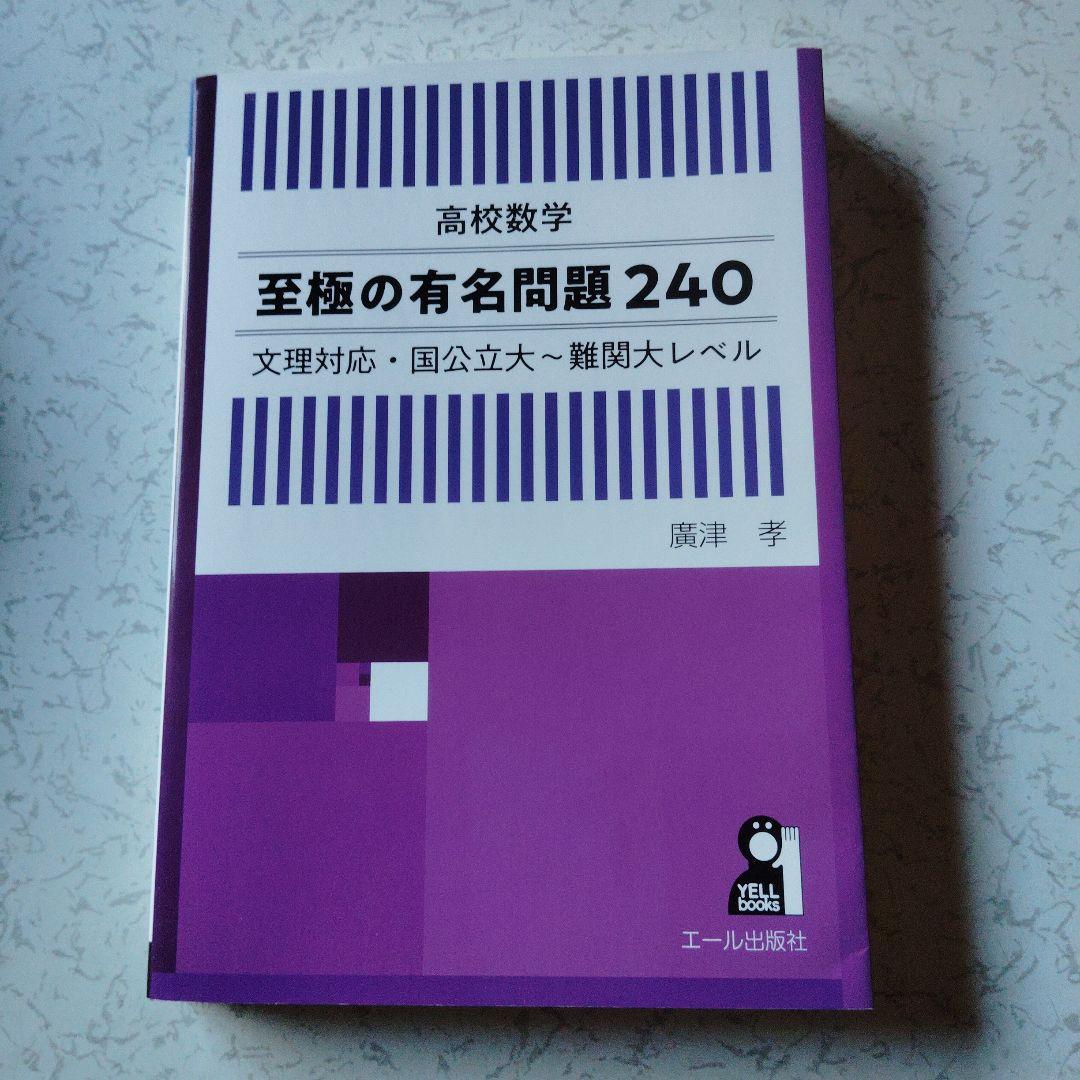 高校数学
至極の有名問題240
文理対応・国公立大～難関大レベル
廣津 孝
YELL
books
エール出版社